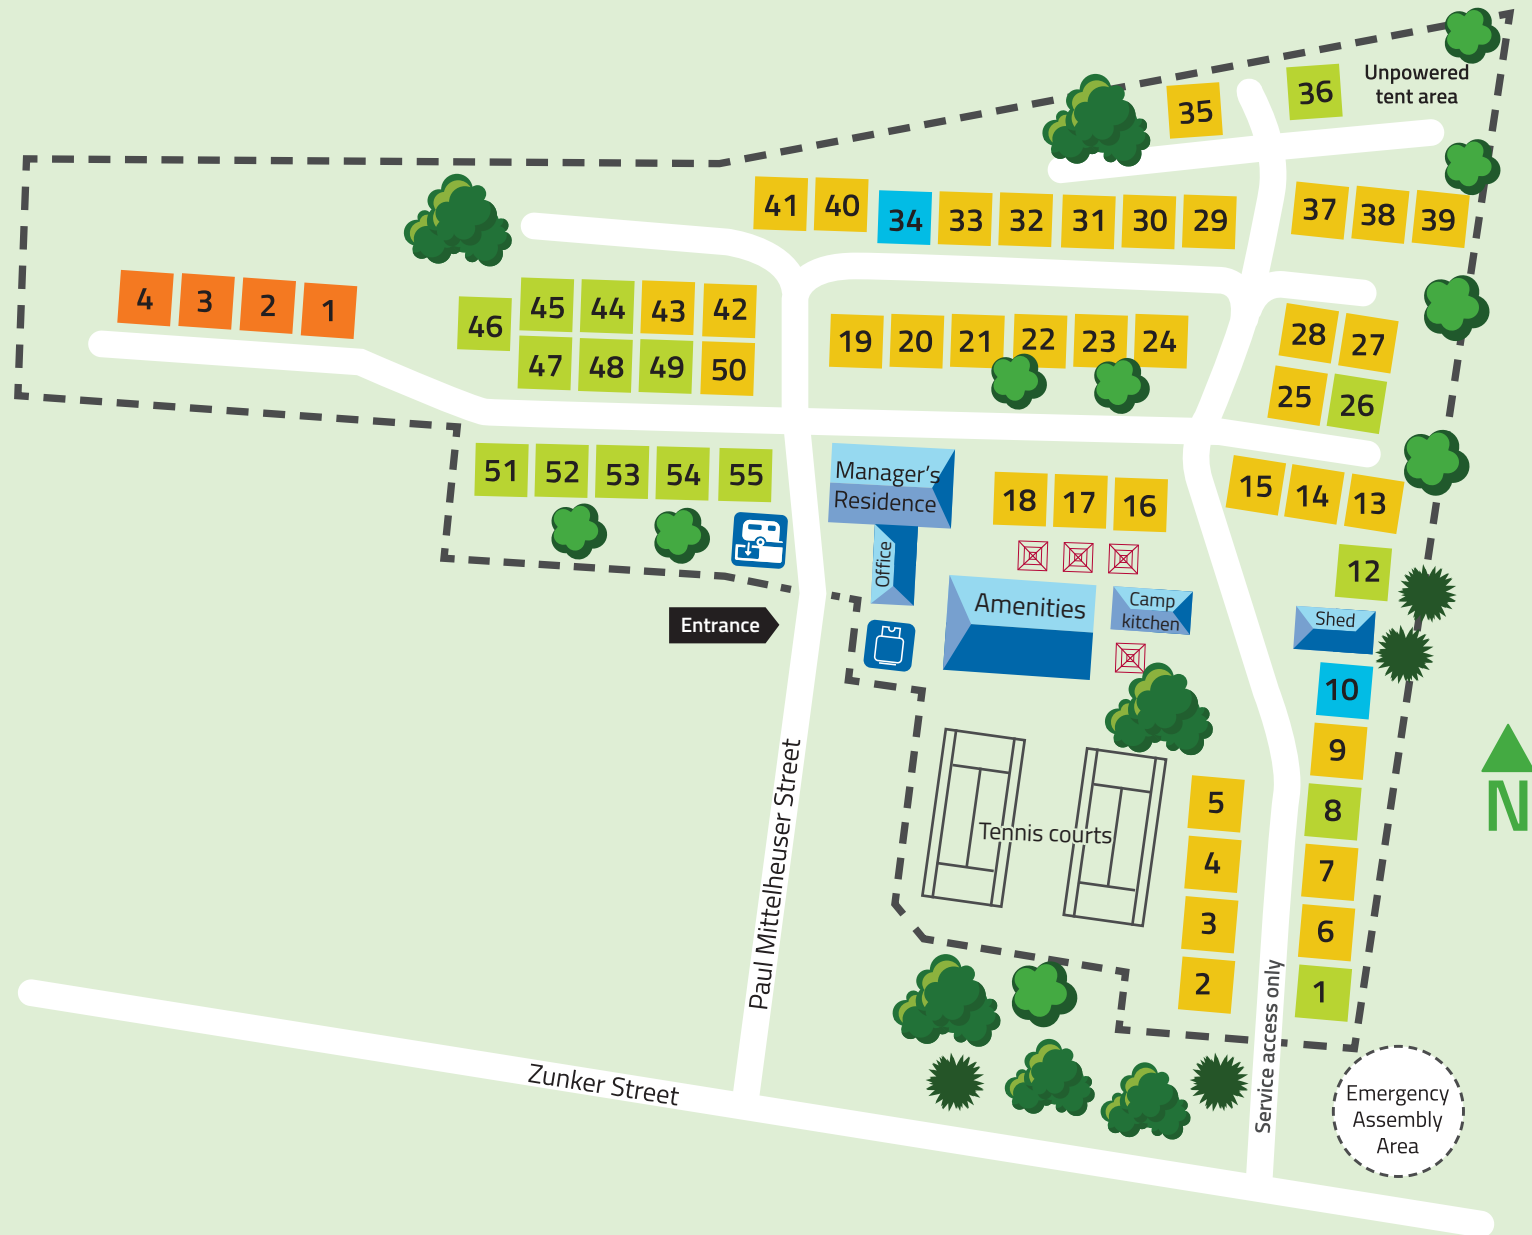 Unpowered
tent area
36
35
41 40 34 33 32 31 30 29
37 38 39
4 3 2 1
46
45 44 43 42
47 48 49 50
19 20 21 22 23 24
28 27
25 26
51 52 53 54 55
Manager's
Residence
Office
18 17 16
15 14 13
12
Amenities
Camp
kitchen
Shed
Entrance
10
9
8
7
6
1
5
4
3
2
Tennis courts
N
Paul Mittelheuser Street
Service access only
Zunker Street
Emergency
Assembly
Area